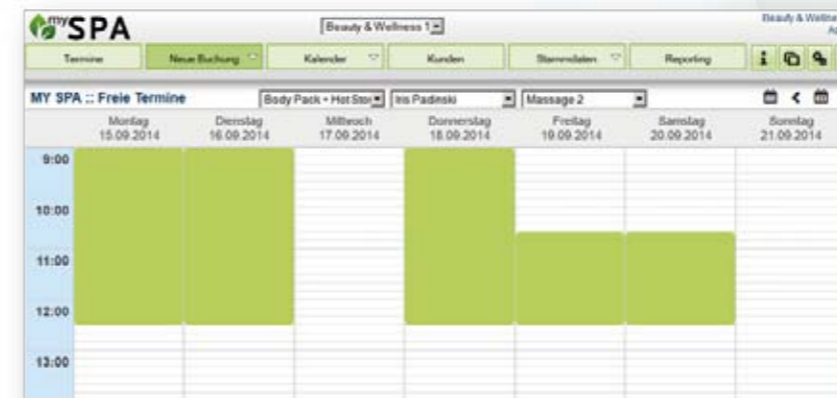 mySPA
Beauty & Wellness 1
Beauty & Wellne
Termine Neue Buchung Kalender Kunden Stammdaten Reporting
MY SPA :: Freie Termine Body Pack + Hot Ston Iris Padinski Massage 2
Montag Dienstag Mittwoch Donnerstag Freitag Samstag Sonntag
15.09.2014 16.09.2014 17.09.2014 18.09.2014 19.09.2014 20.09.2014 21.09.2014
9:00
10:00
11:00
12:00
13:00